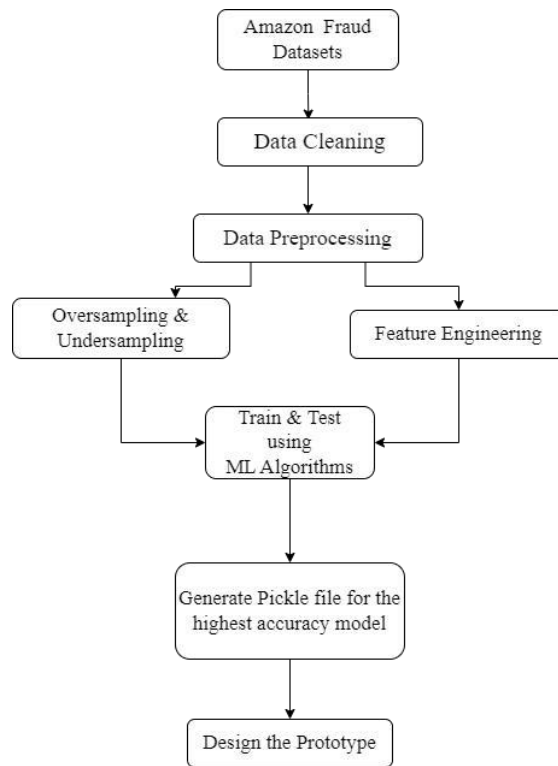 Amazon Fraud
Datasets
Data Cleaning
Data Preprocessing
Oversampling &
Undersampling
Feature Engineering
Train & Test
using
ML Algorithms
Generate Pickle file for the
highest accuracy model
Design the Prototype